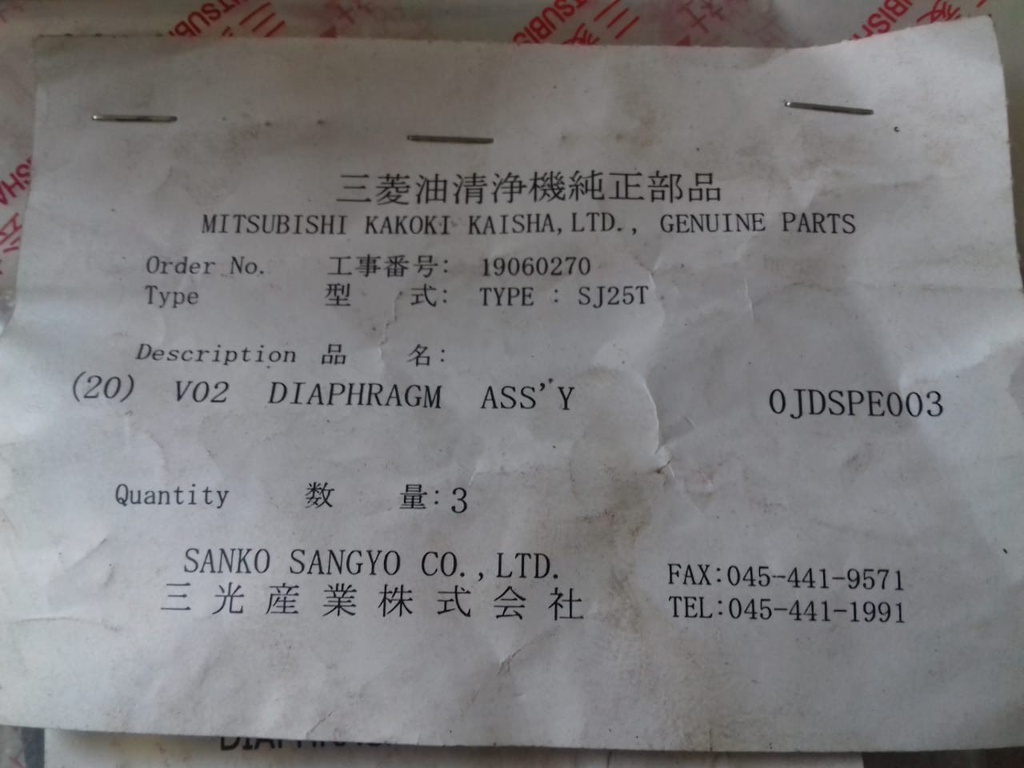 三菱油清浄機純正部品
MITSUBISHI KAKOKI KAISHA, LTD., GENUINE PARTS
Order No. 工事番号: 19060270
Type 型 式: TYPE : SJ25T
Description 品 名:
(20) V02 DIAPHRAGM ASS'Y 0JDSPE003
Quantity 数 量: 3
SANKO SANGYO CO., LTD.
三光産業株式会社
FAX:045-441-9571
TEL:045-441-1991